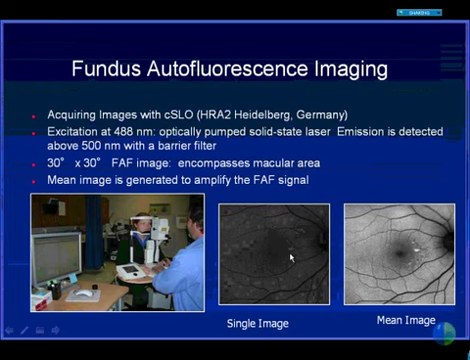 SHARING
Fundus Autofluorescence Imaging
Acquiring Images with cSLO (HRA2 Heidelberg, Germany)
Excitation at 488 nm: optically pumped solid-state laser Emission is detected
above 500 nm with a barrier filter
30° x 30° FAF image: encompasses macular area
Mean image is generated to amplify the FAF signal
Single Image
Mean Image